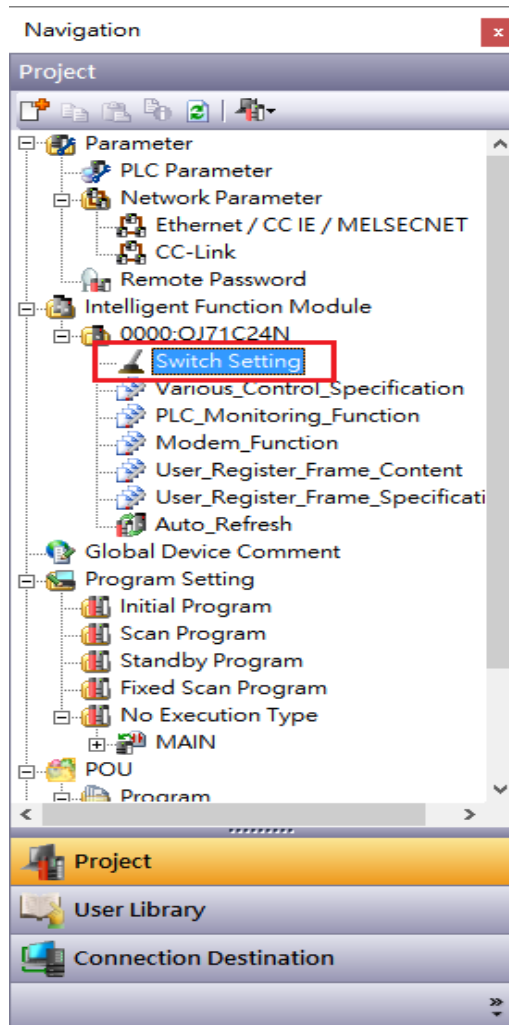 Navigation
Project
Parameter
PLC Parameter
Network Parameter
Ethernet / CC IE / MELSECNET
CC-Link
Remote Password
Intelligent Function Module
0000:QJ71C24N
Switch Setting
Various_Control_Specification
PLC_Monitoring_Function
Modem_Function
User_Register_Frame_Content
User_Register_Frame_Specificati
Auto_Refresh
Global Device Comment
Program Setting
Initial Program
Scan Program
Standby Program
Fixed Scan Program
No Execution Type
MAIN
POU
Program
Project
User Library
Connection Destination